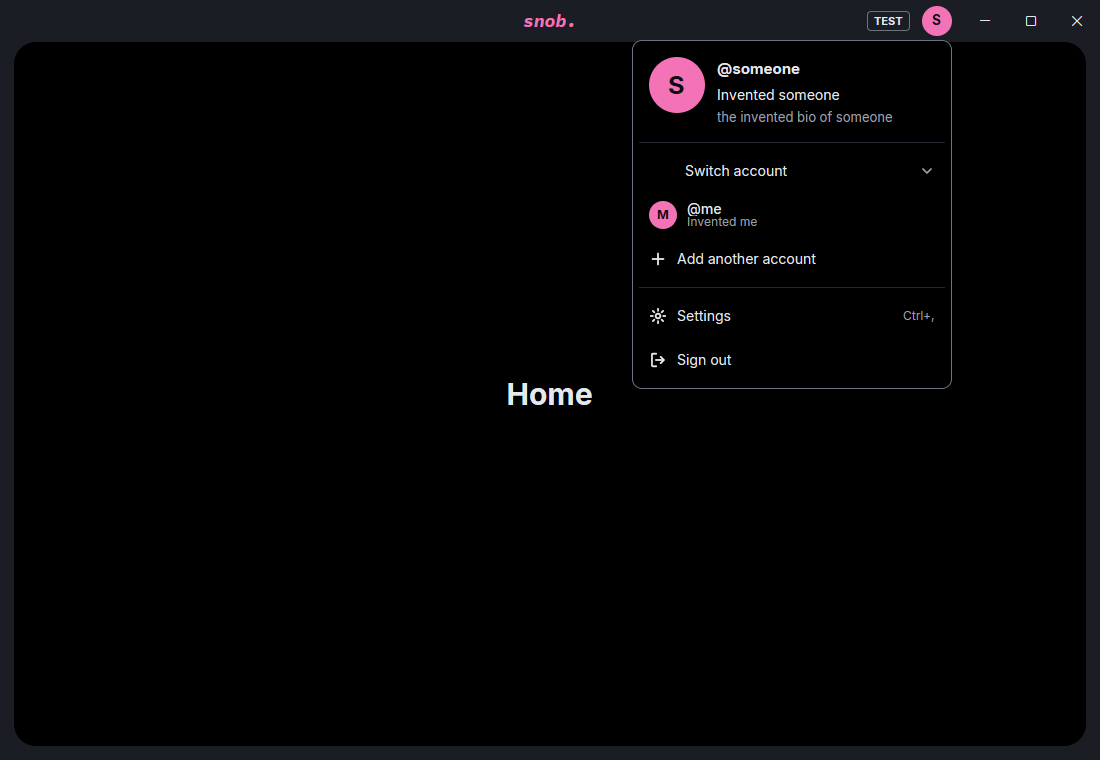 snob.
TEST
S
S
@someone
Invented someone
the invented bio of someone
Switch account
M
@me
Invented me
Add another account
Settings
Ctrl+,
Sign out
Home